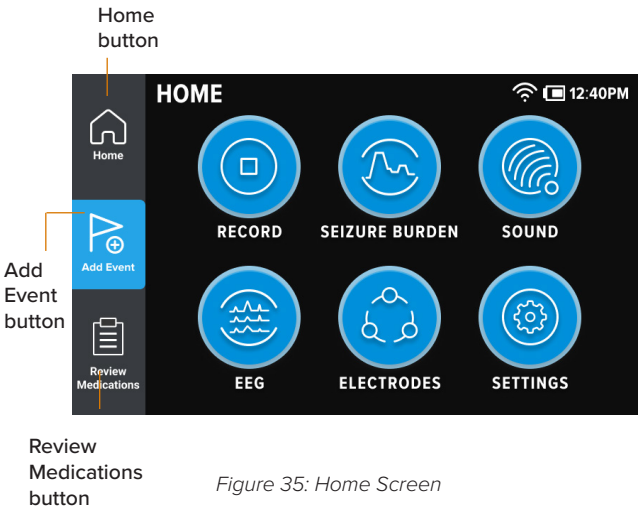 Home
button
HOME
12:40PM
Home
RECORD
SEIZURE BURDEN
SOUND
Add Event
Add
Event
button
Review
Medications
EEG
ELECTRODES
SETTINGS
Review
Medications
button
Figure 35: Home Screen